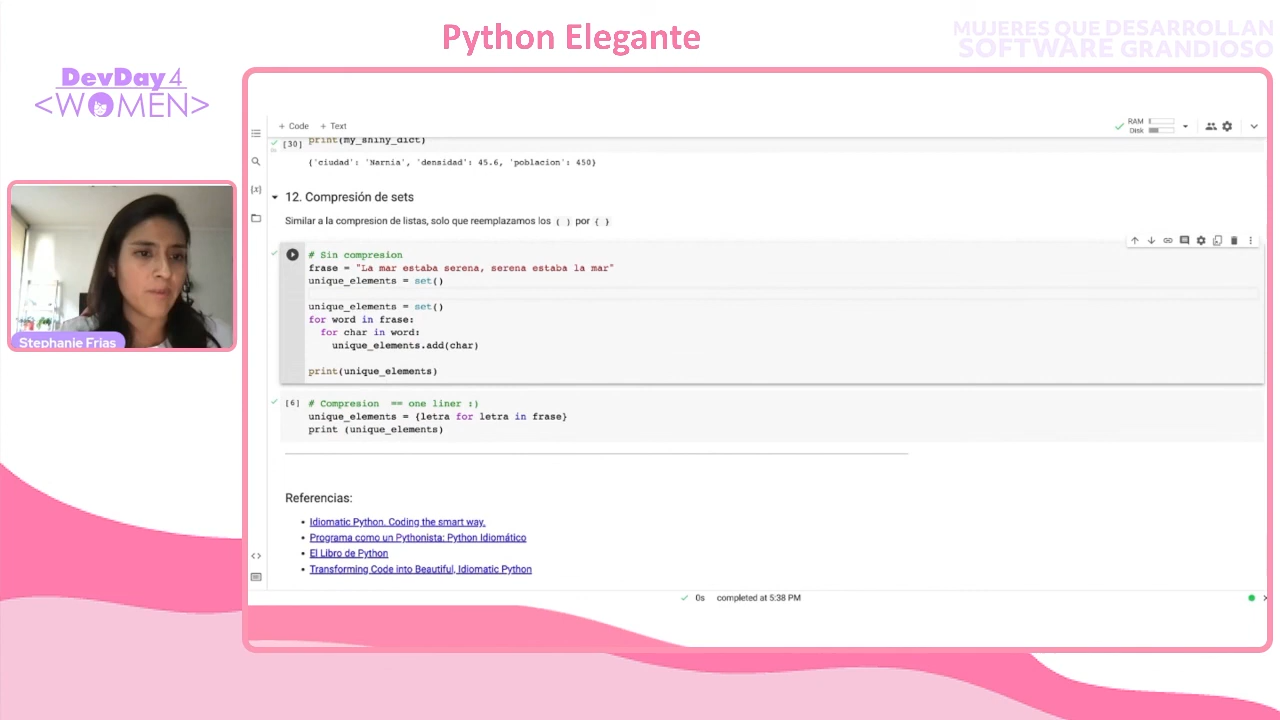 Python Elegante
MUJERES QUE DESARROLLAN
SOFTWARE GRANDIOSO
DevDay4
<WOMEN>
Stephanie Frias
+ Code + Text
RAM
Disk
[30] print(my_shiny_dict)
{'ciudad': 'Narnia', 'densidad': 45.6, 'poblacion': 450}
12. Compresión de sets
Similar a la compresion de listas, solo que reemplazamos los ( ) por { }
# Sin compresion
frase = "La mar estaba serena, serena estaba la mar"
unique_elements = set()
unique_elements = set()
for word in frase:
for char in word:
unique_elements.add(char)
print(unique_elements)
[6] # Compresion == one liner :)
unique_elements = {letra for letra in frase}
print (unique_elements)
Referencias:
• Idiomatic Python. Coding the smart way.
• Programa como un Pythonista: Python Idiomático
• El Libro de Python
• Transforming Code into Beautiful, Idiomatic Python
0s completed at 5:38 PM